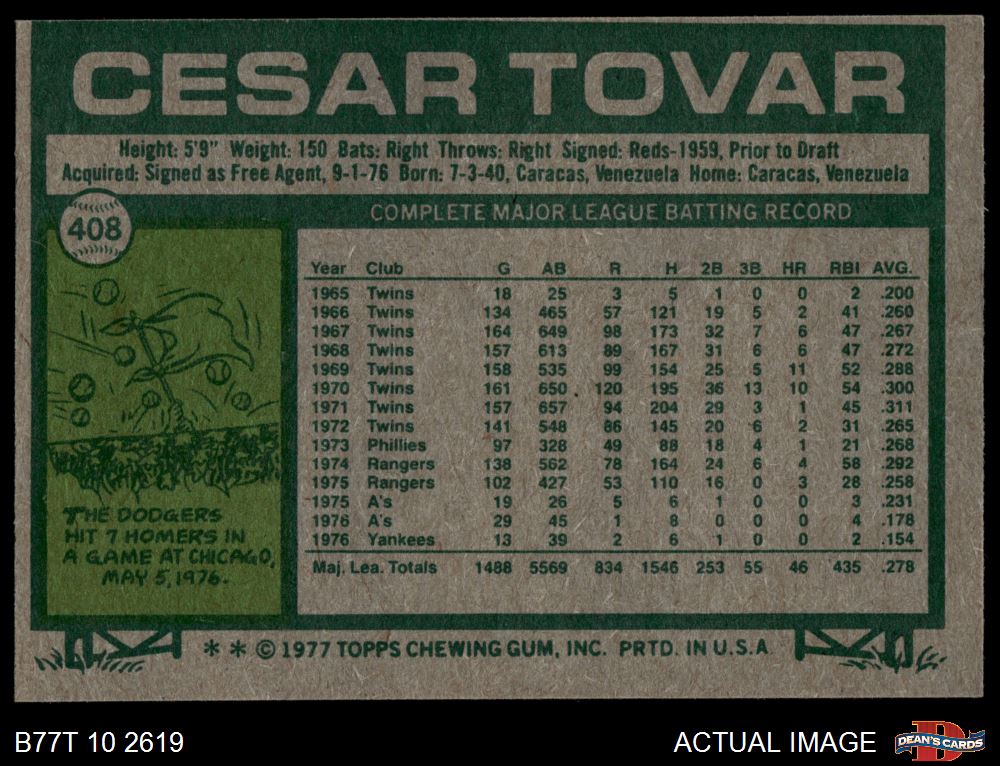 CESAR TOVAR
Height: 5'9" Weight: 150 Bats: Right Throws: Right Signed: Reds-1959, Prior to Draft
Acquired: Signed as Free Agent, 9-1-76 Born: 7-3-40, Caracas, Venezuela Home: Caracas, Venezuela
408
COMPLETE MAJOR LEAGUE BATTING RECORD
Year Club G AB R H 2B 3B HR RBI AVG.
1965 Twins 18 25 3 5 1 0 0 2 .200
1966 Twins 134 465 57 121 19 5 2 41 .260
1967 Twins 164 649 98 173 32 7 6 47 .267
1968 Twins 157 613 89 167 31 6 6 47 .272
1969 Twins 158 535 99 154 25 5 11 52 .288
1970 Twins 161 650 120 195 36 13 10 54 .300
1971 Twins 157 657 94 204 29 3 1 45 .311
1972 Twins 141 548 86 145 20 6 2 31 .265
1973 Phillies 97 328 49 88 18 4 1 21 .268
1974 Rangers 138 562 78 164 24 6 4 58 .292
1975 Rangers 102 427 53 110 16 0 3 28 .258
1975 A's 19 26 5 6 1 0 0 3 .231
1976 A's 29 45 1 8 0 0 0 4 .178
1976 Yankees 13 39 2 6 1 0 0 2 .154
Maj. Lea. Totals 1488 5569 834 1546 253 55 46 435 .278
THE DODGERS
HIT 7 HOMERS IN
A GAME AT CHICAGO,
MAY 5, 1976.
* * © 1977 TOPPS CHEWING GUM, INC. PRTD. IN U.S.A.
B77T 10 2619
ACTUAL IMAGE
DEAN'S CARDS